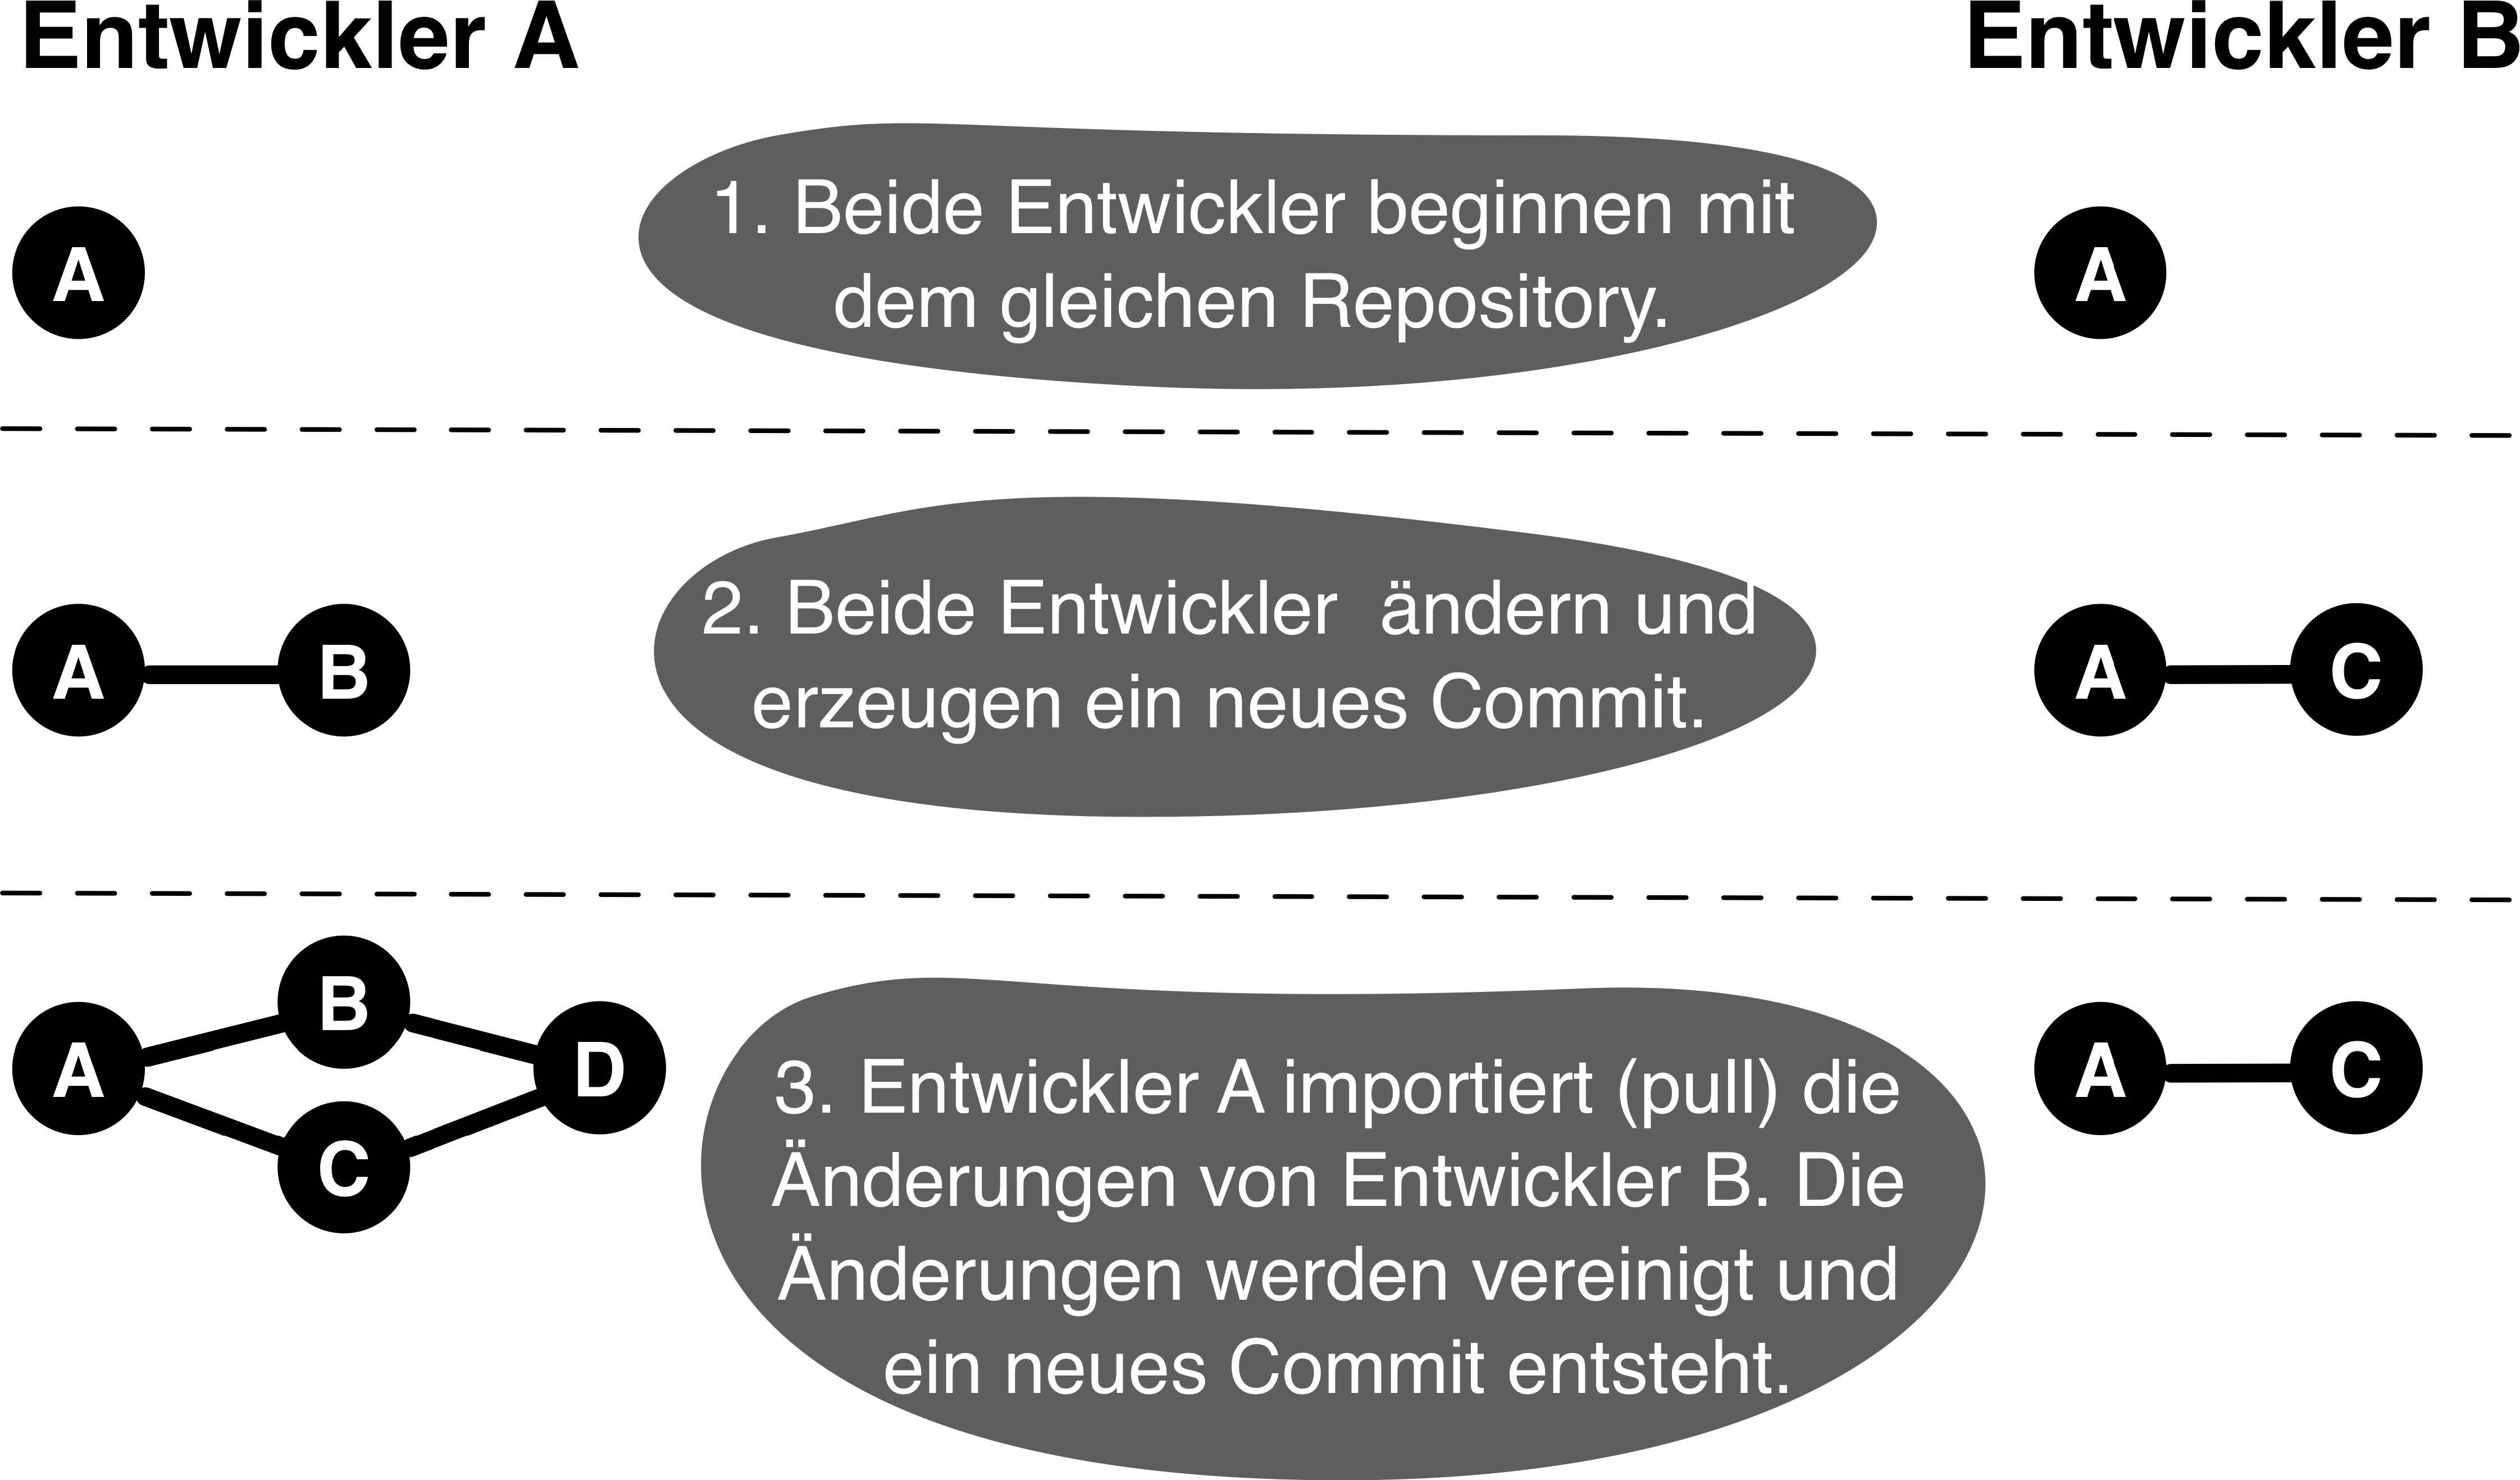 Entwickler A
Entwickler B
A
1. Beide Entwickler beginnen mit
dem gleichen Repository.
A
A
B
2. Beide Entwickler ändern und
erzeugen ein neues Commit.
A
C
A
B
C
D
3. Entwickler A importiert (pull) die
Änderungen von Entwickler B. Die
Änderungen werden vereinigt und
ein neues Commit entsteht.
A
C